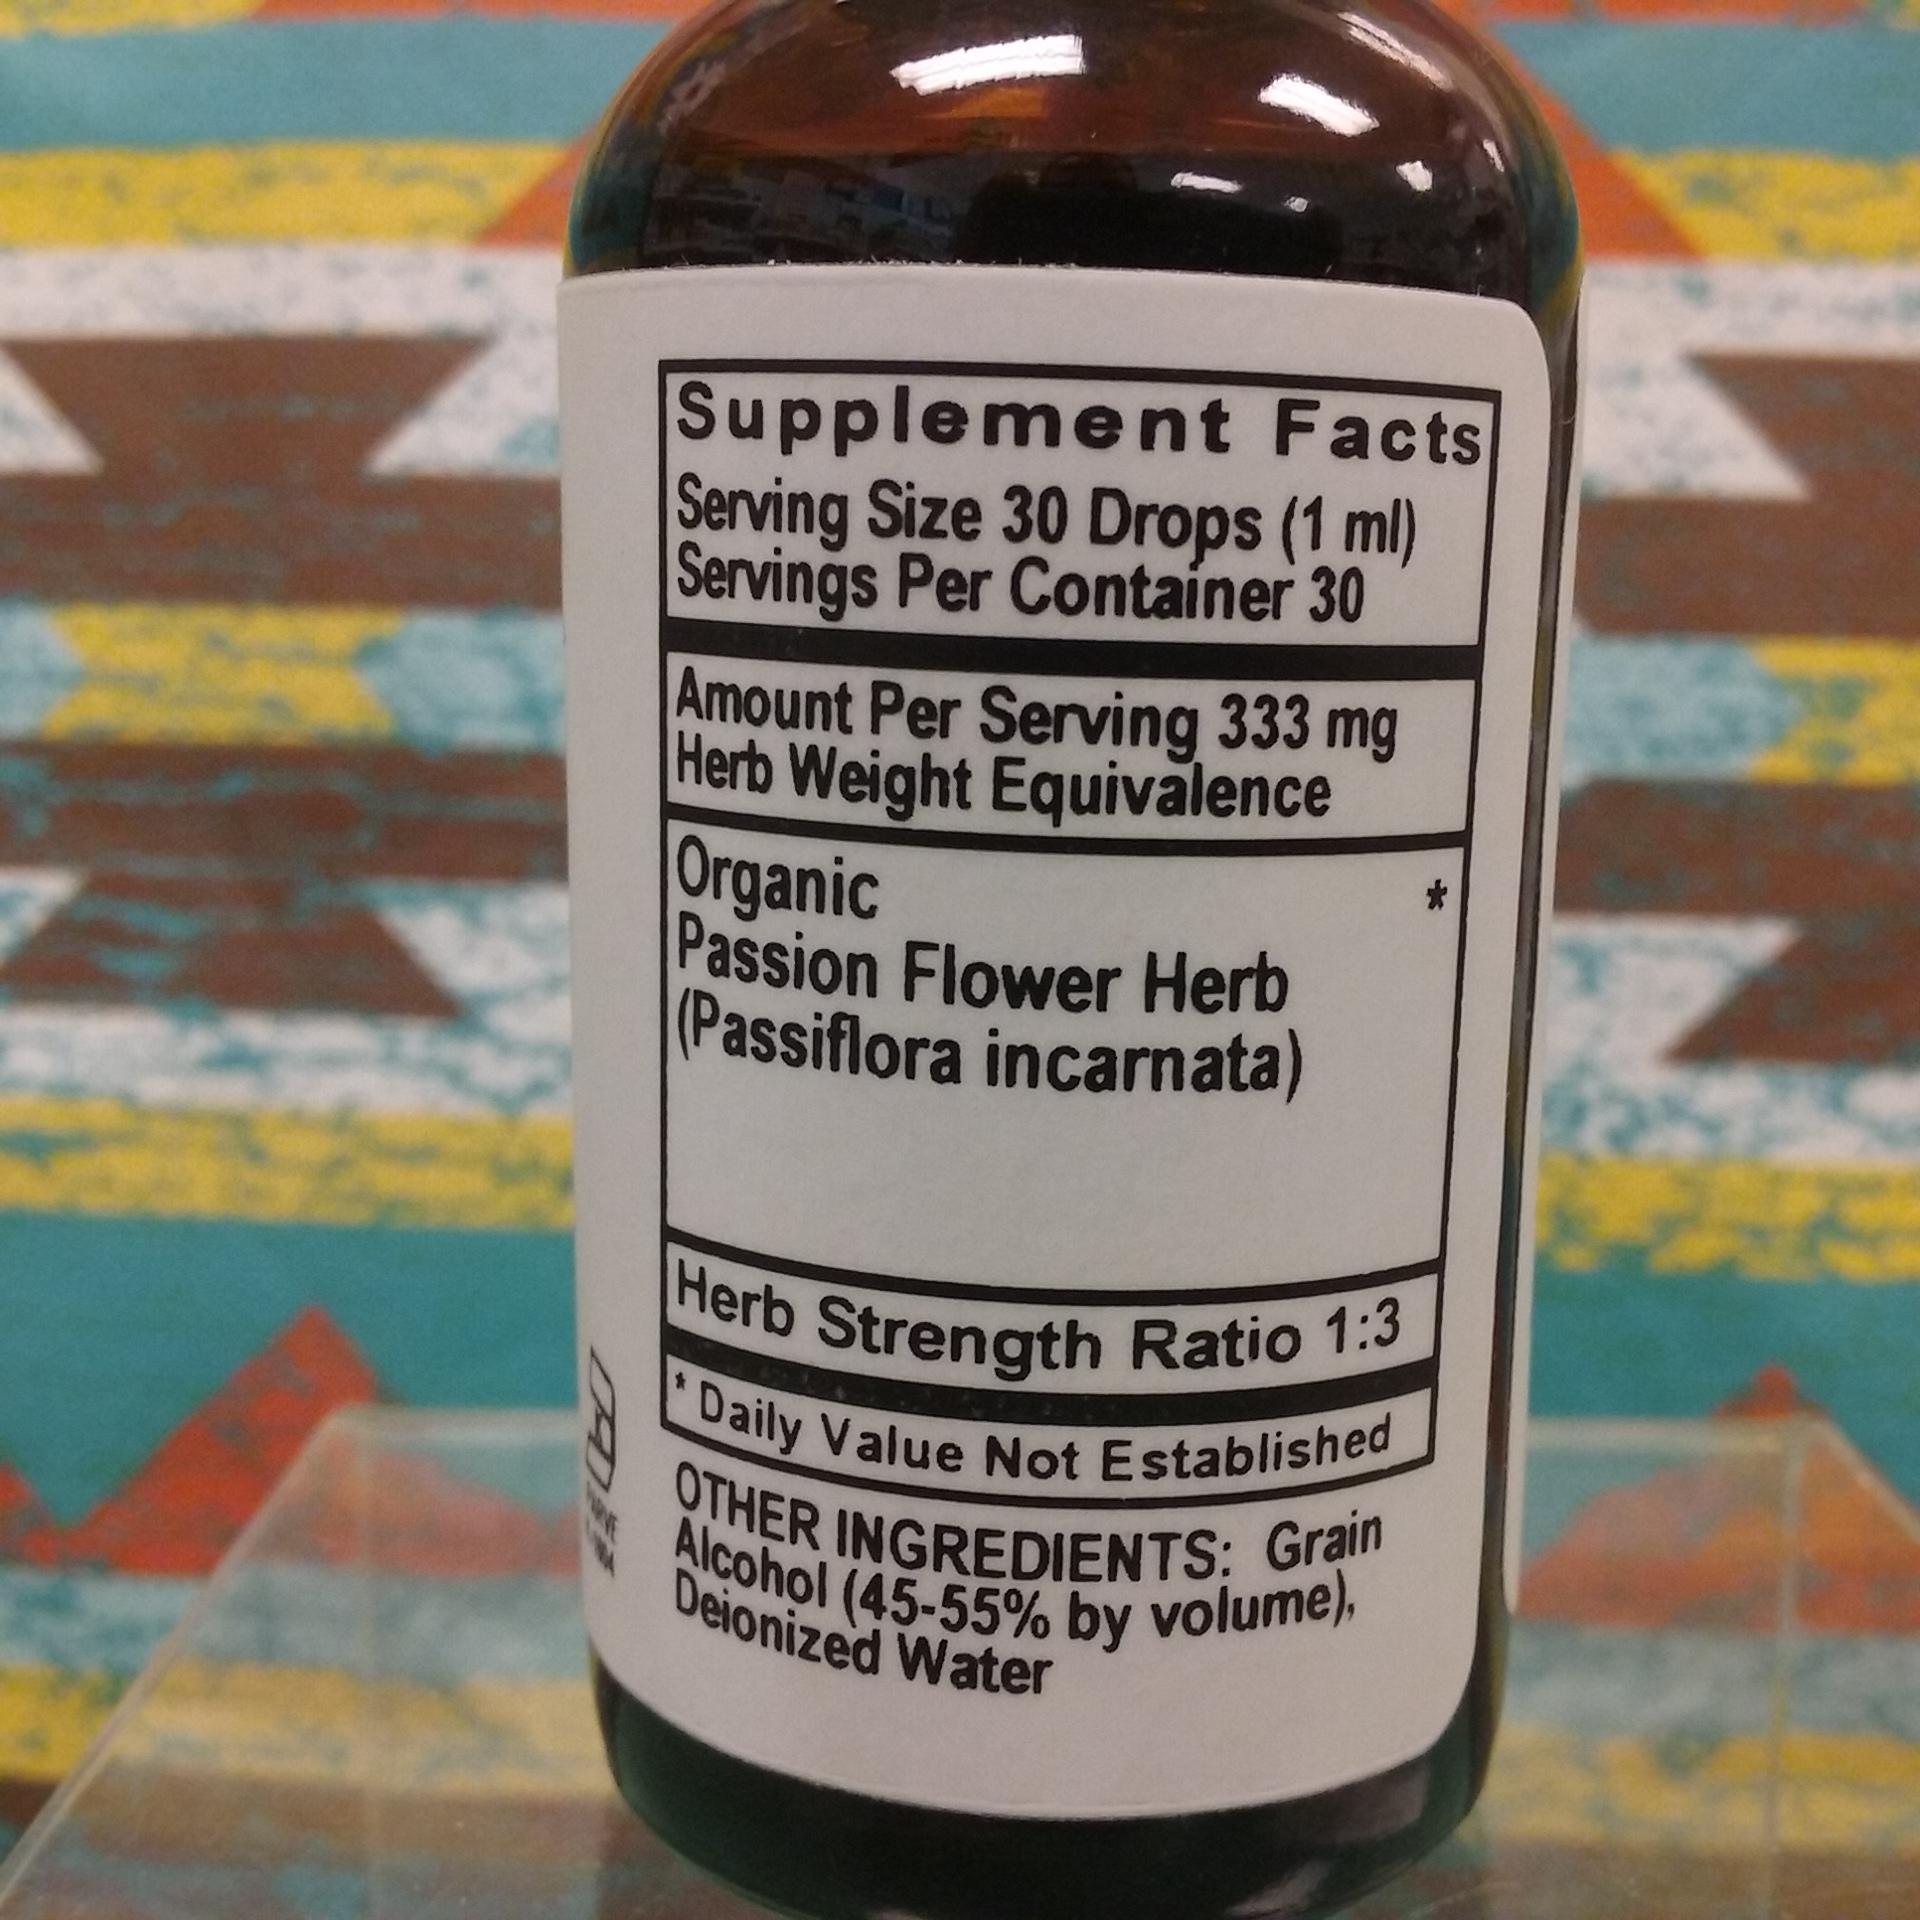 Supplement Facts
Serving Size 30 Drops (1 ml)
Servings Per Container 30
Amount Per Serving 333 mg
Herb Weight Equivalence
Organic *
Passion Flower Herb
(Passiflora incarnata)
Herb Strength Ratio 1:3
* Daily Value Not Established
OTHER INGREDIENTS: Grain
Alcohol (45-55% by volume),
Deionized Water